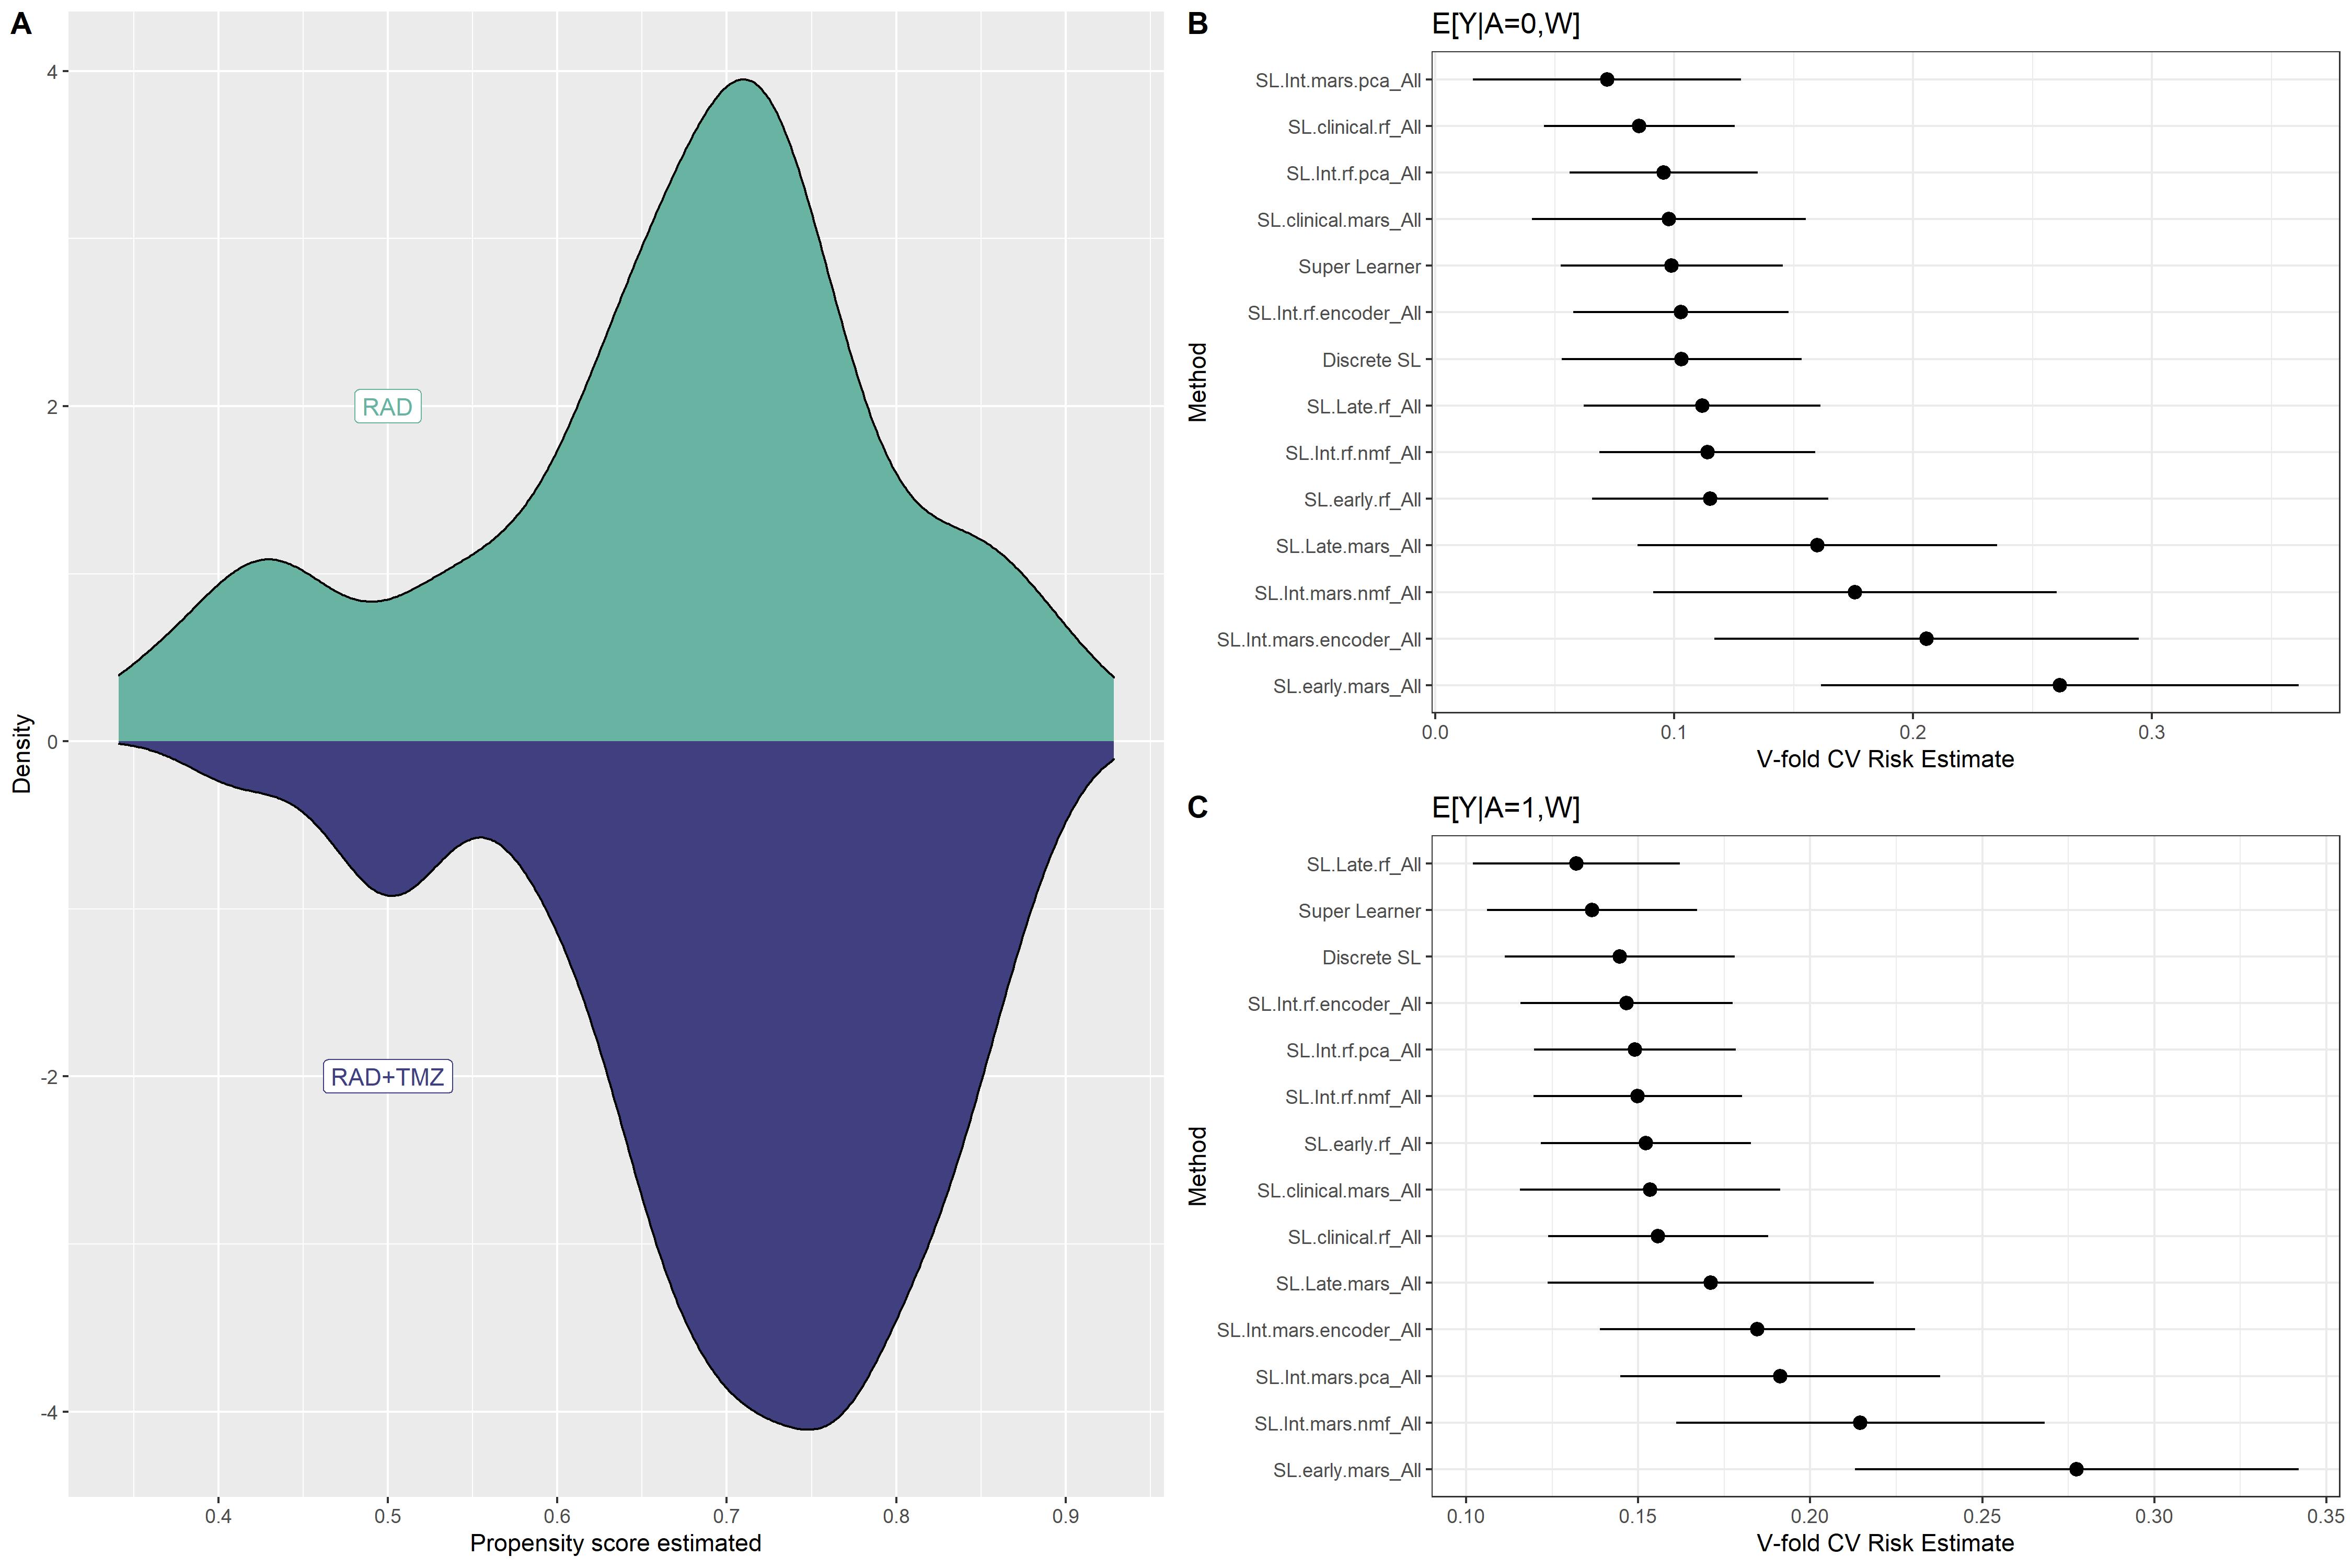 A
4
2
0
-2
-4
Density
RAD
RAD+TMZ
0.4 0.5 0.6 0.7 0.8 0.9
Propensity score estimated
B
E[Y|A=0,W]
Method
SL.Int.mars.pca_All
SL.clinical.rf_All
SL.Int.rf.pca_All
SL.clinical.mars_All
Super Learner
SL.Int.rf.encoder_All
Discrete SL
SL.Late.rf_All
SL.Int.rf.nmf_All
SL.early.rf_All
SL.Late.mars_All
SL.Int.mars.nmf_All
SL.Int.mars.encoder_All
SL.early.mars_All
0.0 0.1 0.2 0.3
V-fold CV Risk Estimate
C
E[Y|A=1,W]
Method
SL.Late.rf_All
Super Learner
Discrete SL
SL.Int.rf.encoder_All
SL.Int.rf.pca_All
SL.Int.rf.nmf_All
SL.early.rf_All
SL.clinical.mars_All
SL.clinical.rf_All
SL.Late.mars_All
SL.Int.mars.encoder_All
SL.Int.mars.pca_All
SL.Int.mars.nmf_All
SL.early.mars_All
0.10 0.15 0.20 0.25 0.30 0.35
V-fold CV Risk Estimate